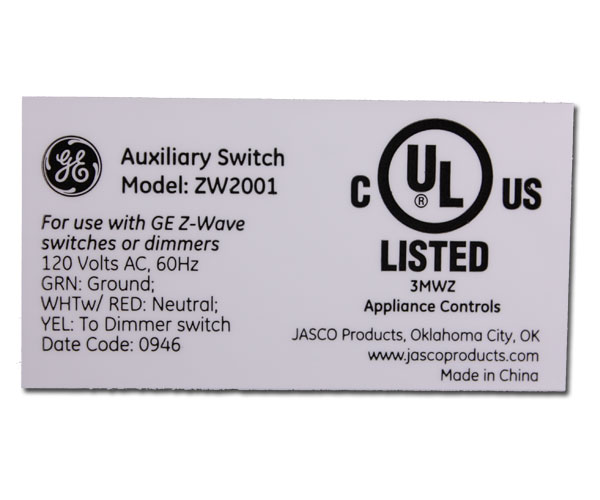 GE
Auxiliary Switch
Model: ZW2001
For use with GE Z-Wave
switches or dimmers
120 Volts AC, 60Hz
GRN: Ground;
WHTw/ RED: Neutral;
YEL: To Dimmer switch
Date Code: 0946
C UL® US
LISTED
3MWZ
Appliance Controls
JASCO Products, Oklahoma City, OK
www.jascoproducts.com
Made in China